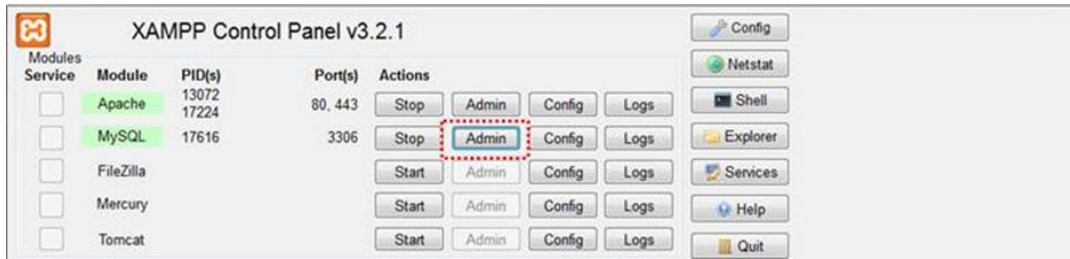 XAMPP Control Panel v3.2.1
Modules
Service Module PID(s) Port(s) Actions
Apache 13072 17224 80, 443 Stop Admin Config Logs
MySQL 17616 3306 Stop Admin Config Logs
FileZilla Start Admin Config Logs
Mercury Start Admin Config Logs
Tomcat Start Admin Config Logs
Config
Netstat
Shell
Explorer
Services
Help
Quit